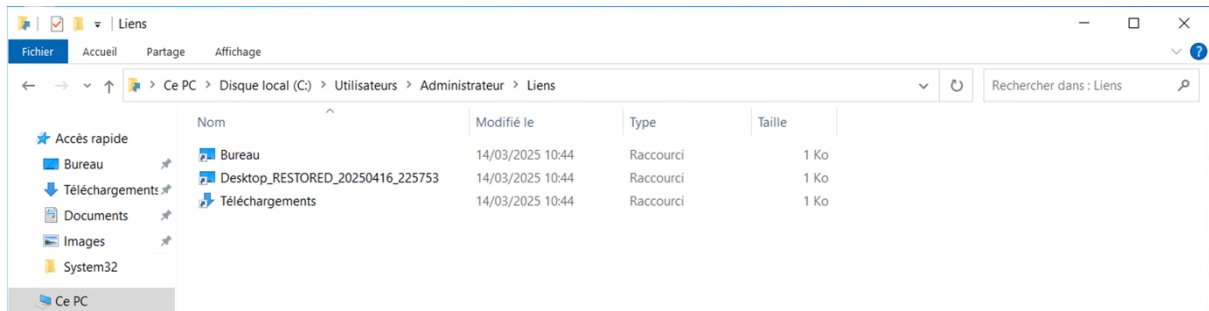 Liens
Fichier Accueil Partage Affichage
Ce PC > Disque local (C:) > Utilisateurs > Administrateur > Liens Rechercher dans : Liens
Nom Modifié le Type Taille
Accès rapide
Bureau
Téléchargements
Documents
Images
System32
Ce PC
Bureau 14/03/2025 10:44 Raccourci 1 Ko
Desktop_RESTORED_20250416_225753 14/03/2025 10:44 Raccourci 1 Ko
Téléchargements 14/03/2025 10:44 Raccourci 1 Ko